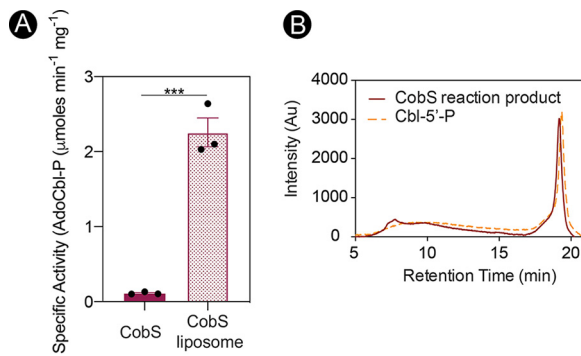 A
Specific Activity (AdoCbl-P (μmoles min⁻¹ mg⁻¹)
3
2
1
0
***
CobS
CobS
liposome
B
Intensity (Au)
4000
3000
2000
1000
0
CobS reaction product
Cbl-5'-P
5
10
15
20
Retention Time (min)